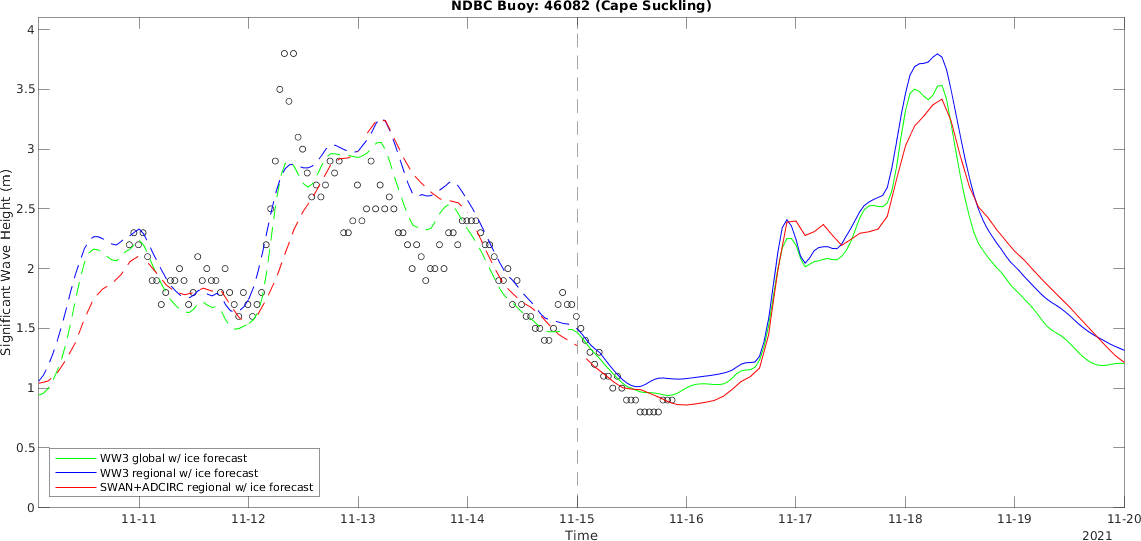 NDBC Buoy: 46082 (Cape Suckling)
4
3.5
3
2.5
2
1.5
1
0.5
0
Significant Wave Height (m)
WW3 global w/ ice forecast
WW3 regional w/ ice forecast
SWAN+ADCIRC regional w/ ice forecast
11-11 11-12 11-13 11-14 11-15 11-16 11-17 11-18 11-19 11-20
Time
2021